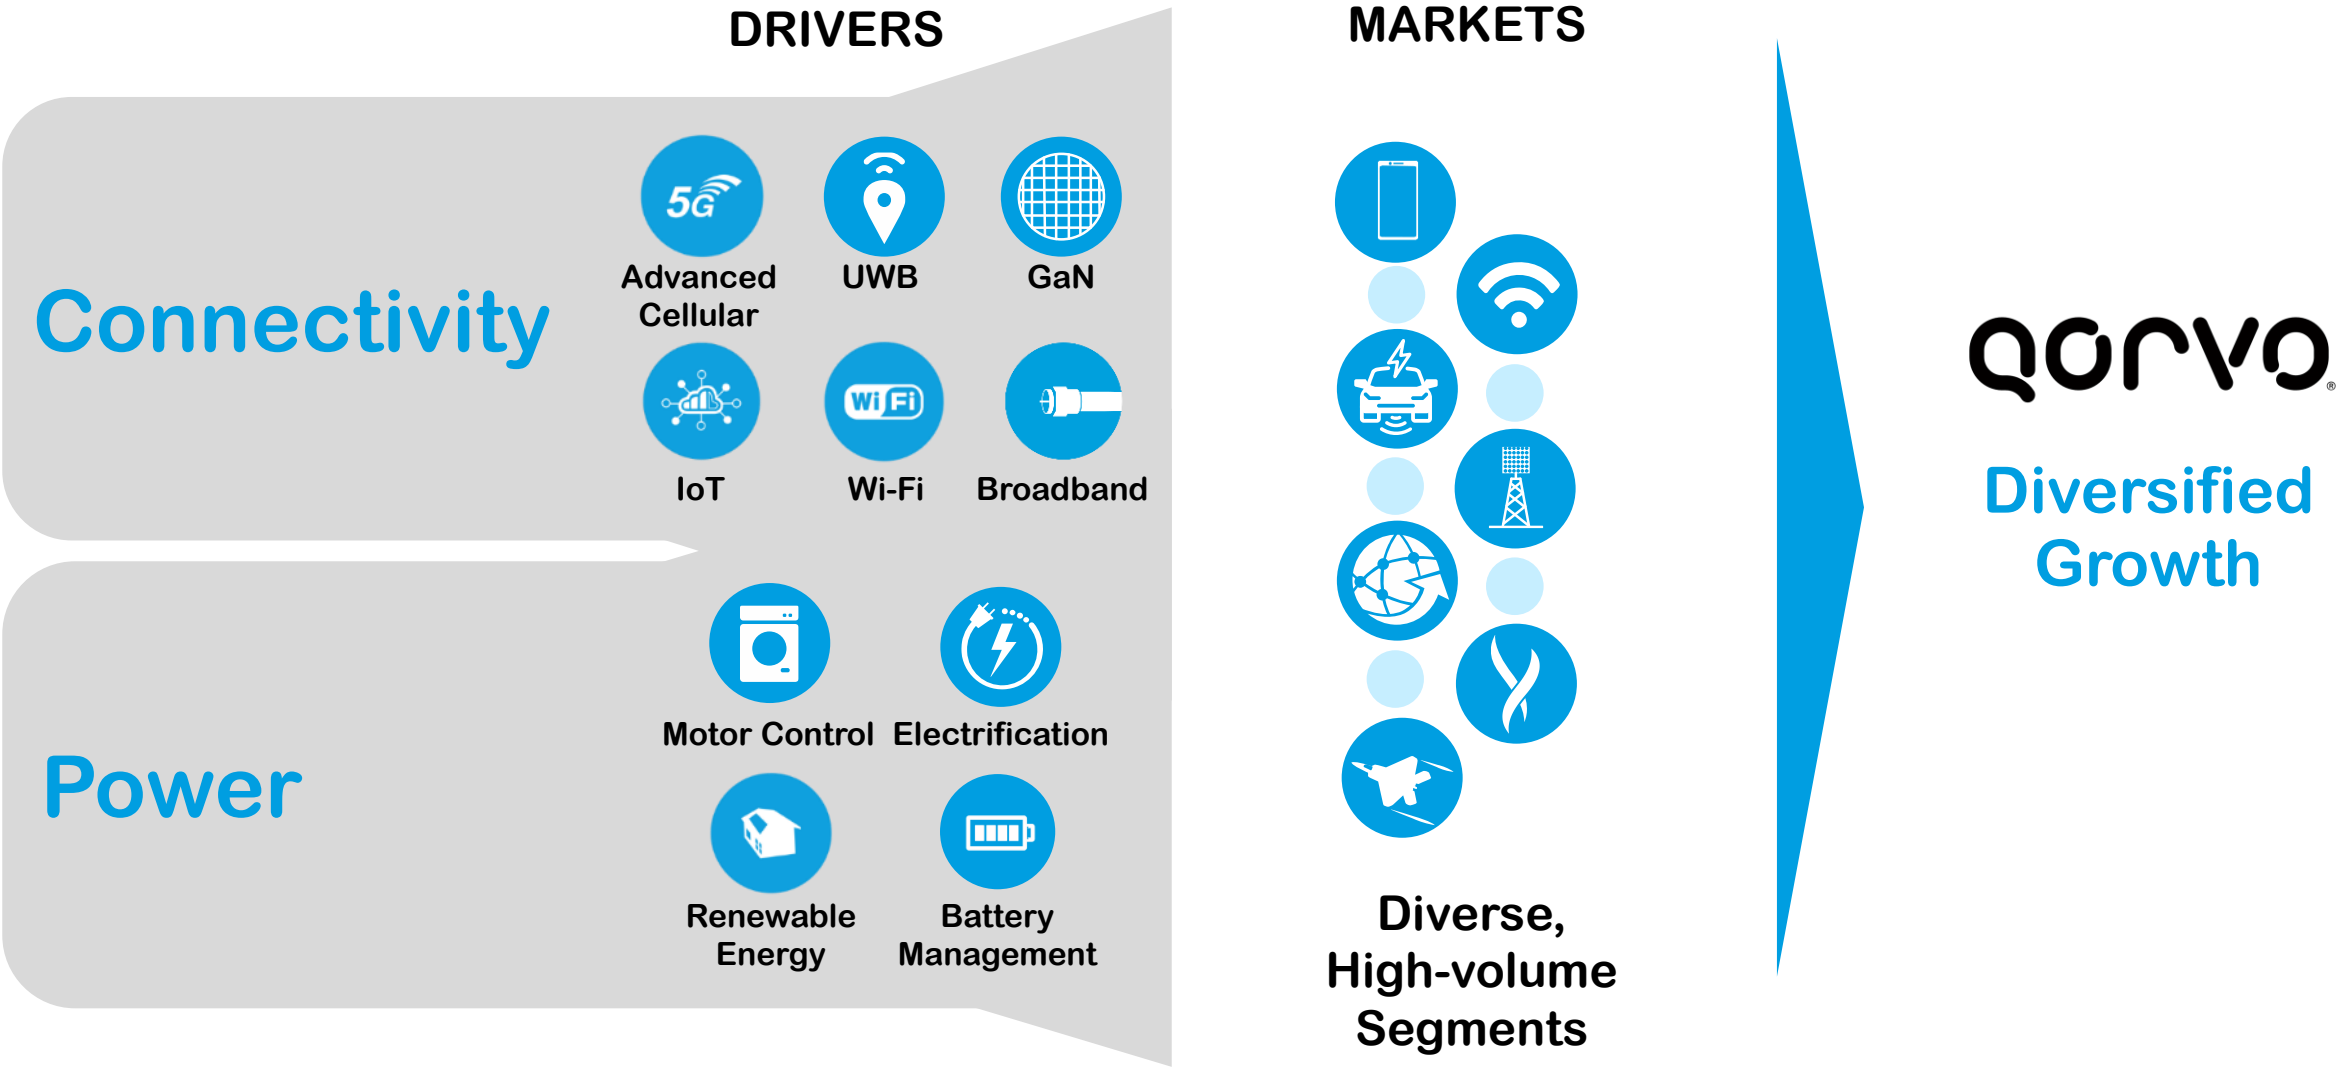 DRIVERS
MARKETS
Connectivity
5G
Advanced
Cellular
UWB
GaN
IoT
Wi Fi
Wi-Fi
Broadband
Power
Motor Control
Electrification
Renewable
Energy
Battery
Management
Diverse,
High-volume
Segments
QORVO®
Diversified
Growth